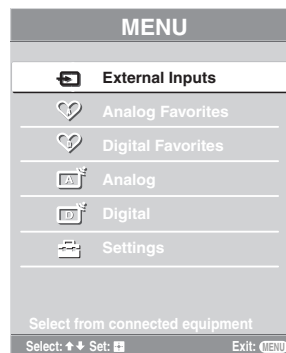 MENU
External Inputs
Analog Favorites
Digital Favorites
A Analog
D Digital
Settings
Select from connected equipment
Select: Set: Exit: MENU